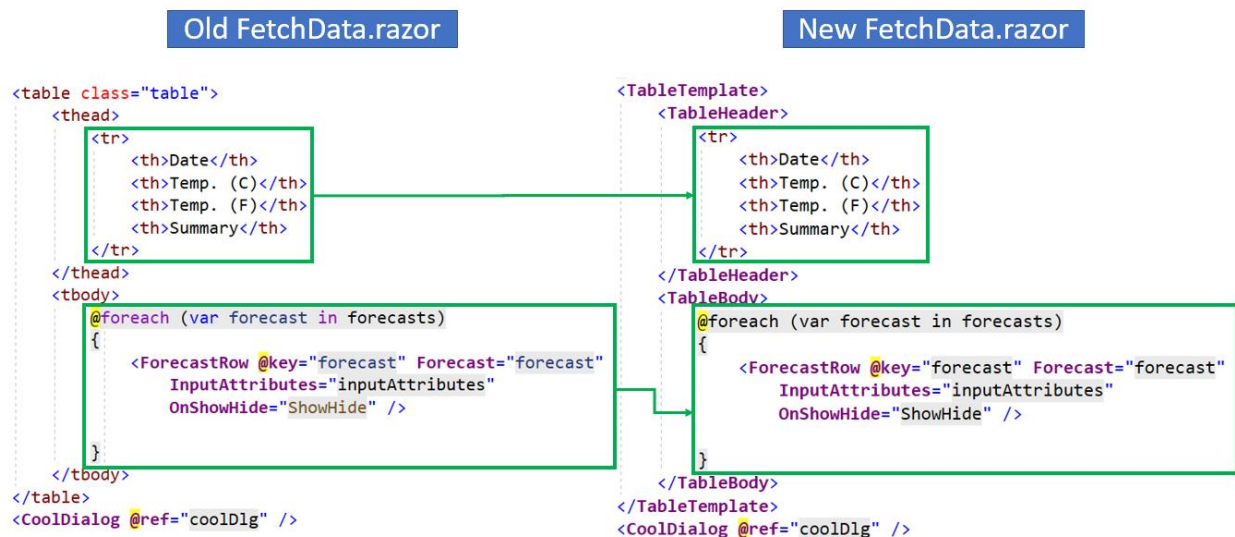 Old FetchData.razor
<table class="table">
<thead>
<tr>
<th>Date</th>
<th>Temp. (C)</th>
<th>Temp. (F)</th>
<th>Summary</th>
</tr>
</thead>
<tbody>
@foreach (var forecast in forecasts)
{
<ForecastRow @key="forecast" Forecast="forecast"
InputAttributes="inputAttributes"
OnShowHide="ShowHide" />
}
</tbody>
</table>
<CoolDialog @ref="coolDlg" />
New FetchData.razor
<TableTemplate>
<TableHeader>
<tr>
<th>Date</th>
<th>Temp. (C)</th>
<th>Temp. (F)</th>
<th>Summary</th>
</tr>
</TableHeader>
<TableBody>
@foreach (var forecast in forecasts)
{
<ForecastRow @key="forecast" Forecast="forecast"
InputAttributes="inputAttributes"
OnShowHide="ShowHide" />
}
</TableBody>
</TableTemplate>
<CoolDialog @ref="coolDlg" />